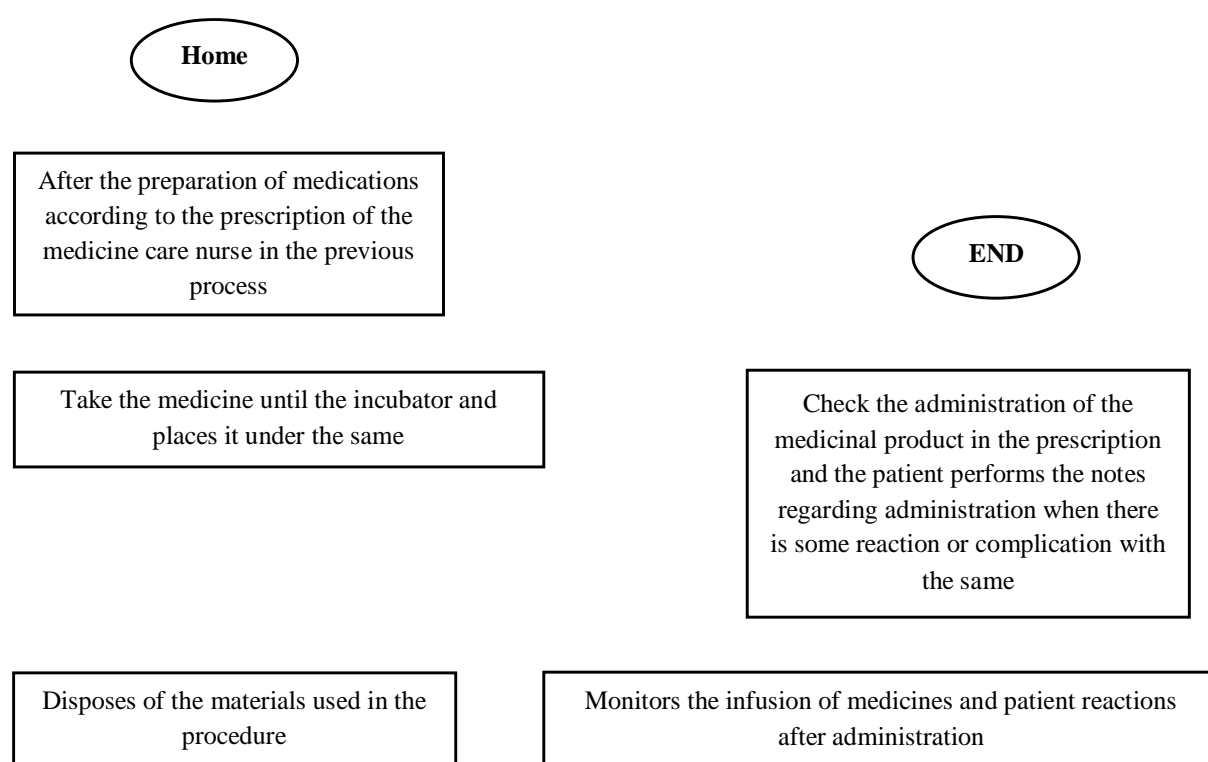 Home
After the preparation of medications
according to the prescription of the
medicine care nurse in the previous
process
END
Take the medicine until the incubator and
places it under the same
Check the administration of the
medicinal product in the prescription
and the patient performs the notes
regarding administration when there
is some reaction or complication with
the same
Disposes of the materials used in the
procedure
Monitors the infusion of medicines and patient reactions
after administration